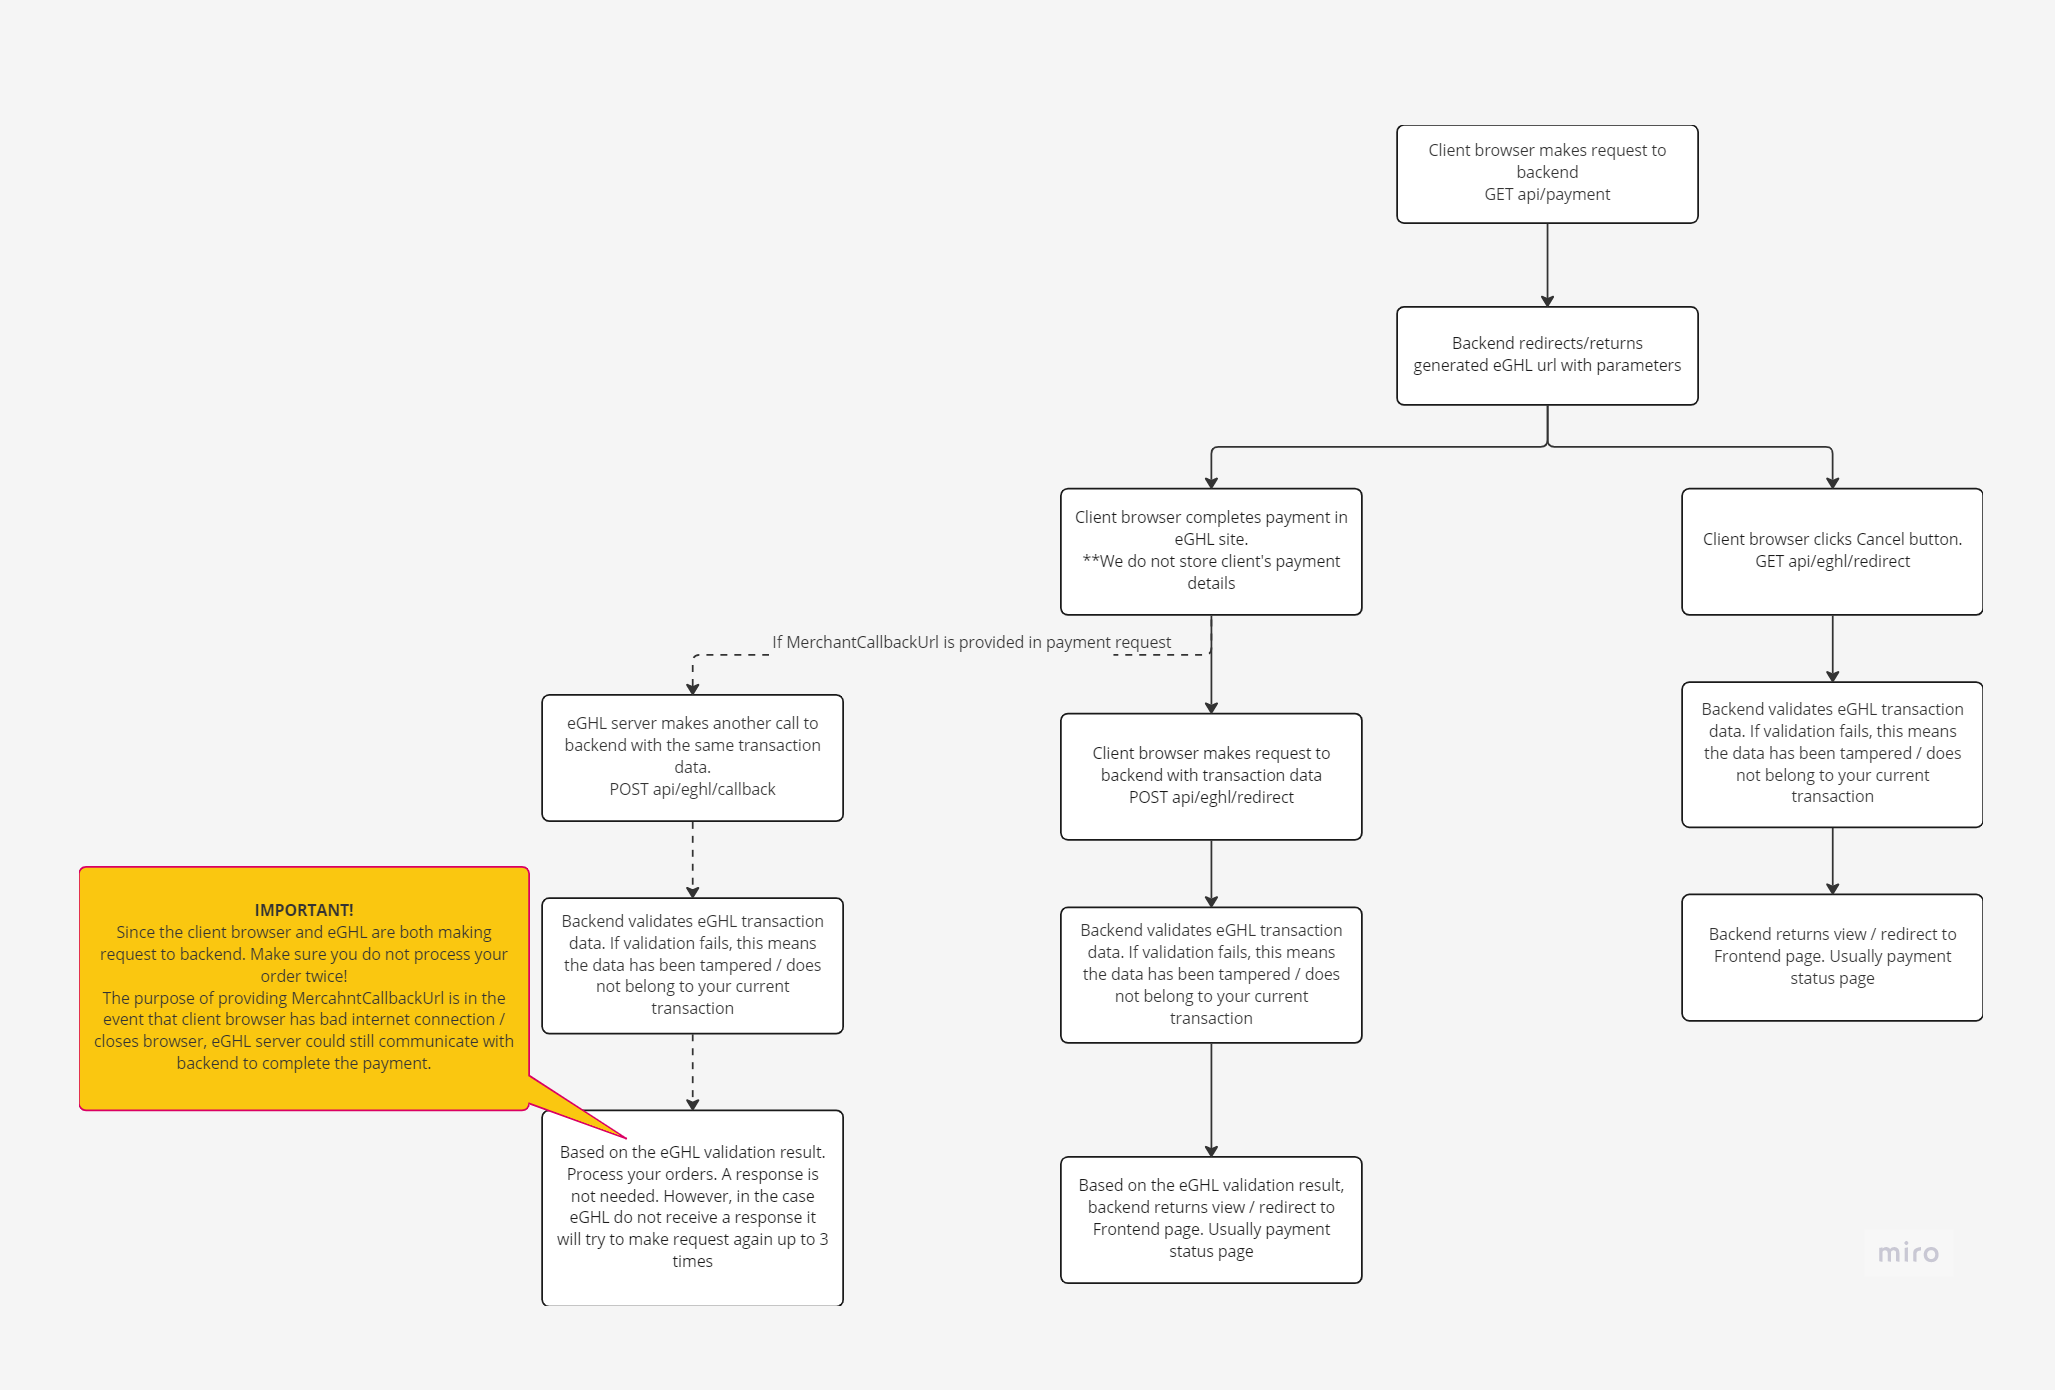 Client browser makes request to
backend
GET api/payment
Backend redirects/returns
generated eGHL url with parameters
Client browser completes payment in
eGHL site.
**We do not store client's payment
details
Client browser clicks Cancel button.
GET api/eghl/redirect
If MerchantCallbackUrl is provided in payment request
eGHL server makes another call to
backend with the same transaction
data.
POST api/eghl/callback
Client browser makes request to
backend with transaction data
POST api/eghl/redirect
Backend validates eGHL transaction
data. If validation fails, this means
the data has been tampered / does
not belong to your current
transaction
IMPORTANT!
Since the client browser and eGHL are both making
request to backend. Make sure you do not process your
order twice!
The purpose of providing MercahntCallbackUrl is in the
event that client browser has bad internet connection /
closes browser, eGHL server could still communicate with
backend to complete the payment.
Backend validates eGHL transaction
data. If validation fails, this means
the data has been tampered / does
not belong to your current
transaction
Backend validates eGHL transaction
data. If validation fails, this means
the data has been tampered / does
not belong to your current
transaction
Backend returns view / redirect to
Frontend page. Usually payment
status page
Based on the eGHL validation result.
Process your orders. A response is
not needed. However, in the case
eGHL do not receive a response it
will try to make request again up to 3
times
Based on the eGHL validation result,
backend returns view / redirect to
Frontend page. Usually payment
status page
miro